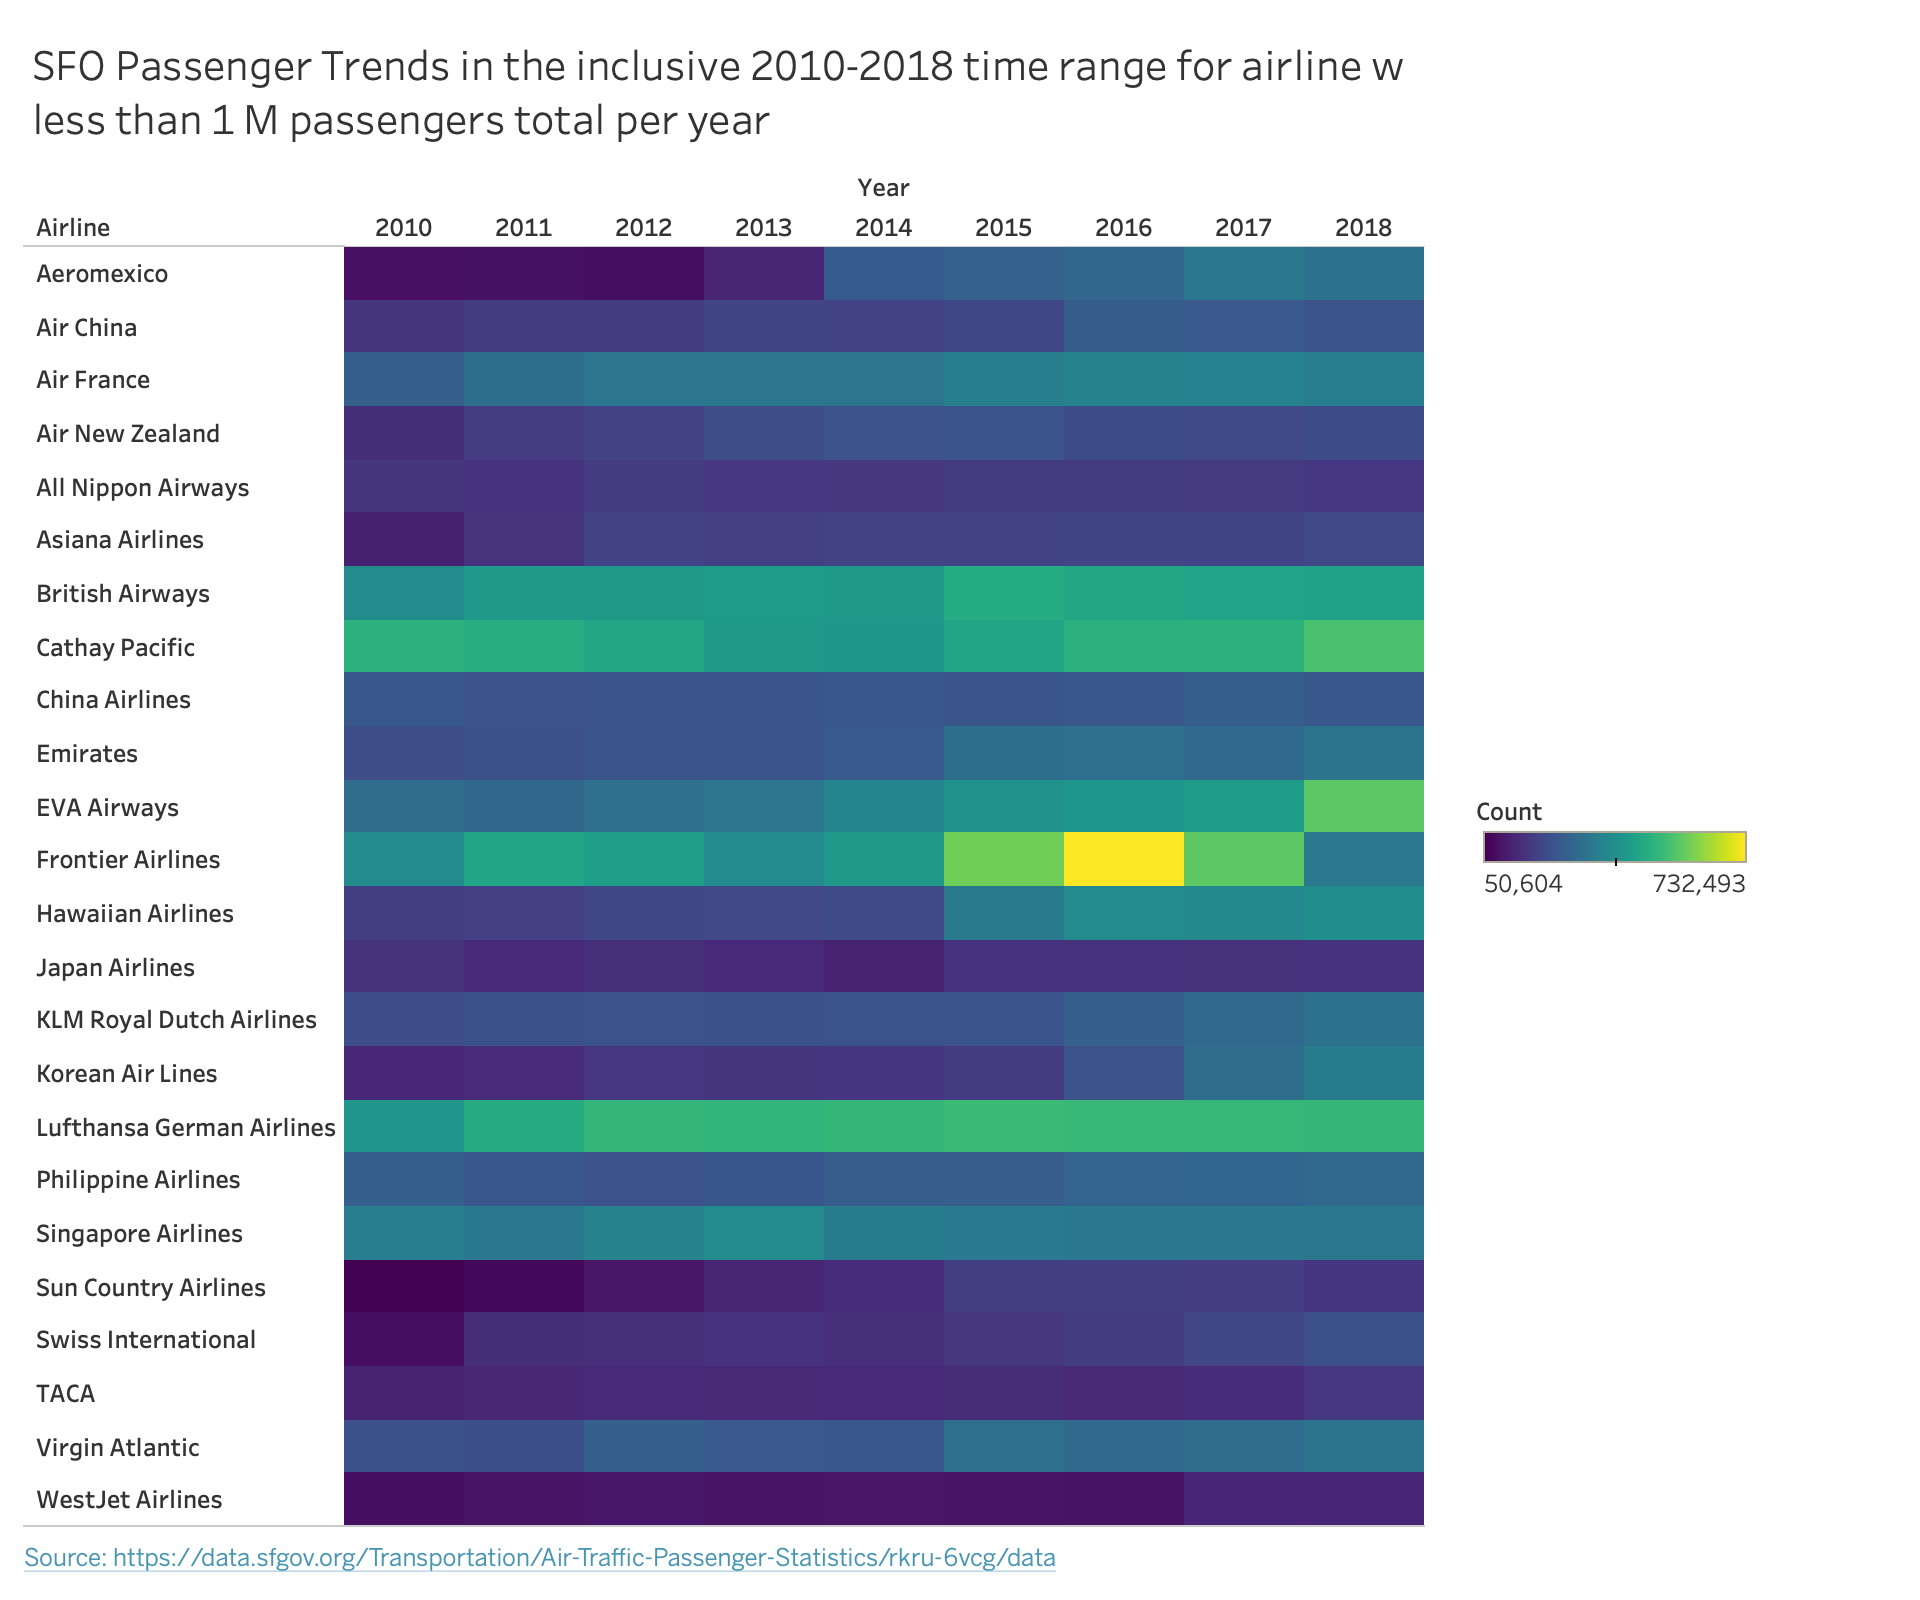 SFO Passenger Trends in the inclusive 2010-2018 time range for airline w
less than 1 M passengers total per year
Year
Airline 2010 2011 2012 2013 2014 2015 2016 2017 2018
Aeromexico
Air China
Air France
Air New Zealand
All Nippon Airways
Asiana Airlines
British Airways
Cathay Pacific
China Airlines
Emirates
EVA Airways
Frontier Airlines
Hawaiian Airlines
Japan Airlines
KLM Royal Dutch Airlines
Korean Air Lines
Lufthansa German Airlines
Philippine Airlines
Singapore Airlines
Sun Country Airlines
Swiss International
TACA
Virgin Atlantic
WestJet Airlines
Count
50,604 732,493
Source: https://data.sfgov.org/Transportation/Air-Traffic-Passenger-Statistics/rkru-6vcg/data